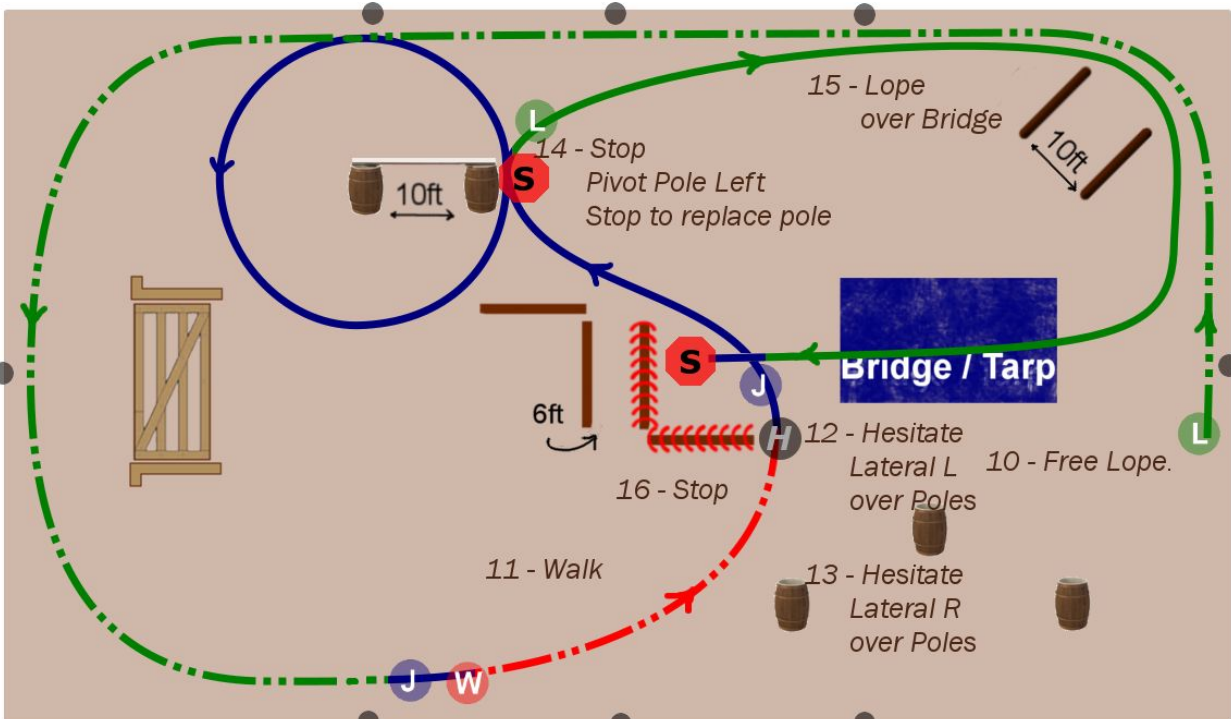 15 - Lope
over Bridge
10ft
L
14 - Stop
Pivot Pole Left
Stop to replace pole
S
10ft
S
J
Bridge / Tarp
6ft
H
12 - Hesitate
Lateral L
over Poles
10 - Free Lope.
L
16 - Stop
11 - Walk
13 - Hesitate
Lateral R
over Poles
J
W